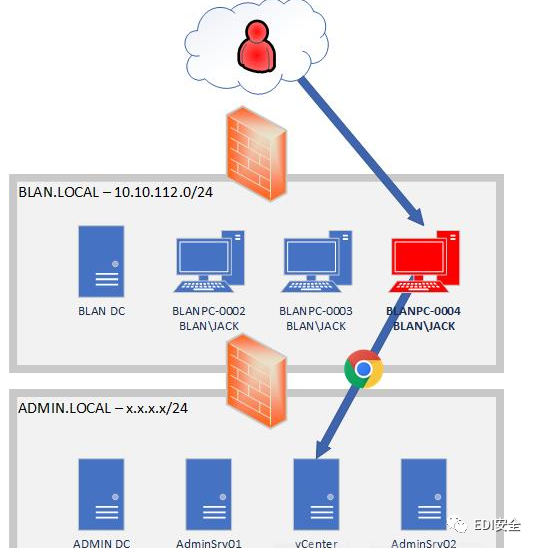 BLAN.LOCAL – 10.10.112.0/24
BLAN DC
BLANPC-0002
BLAN\JACK
BLANPC-0003
BLAN\JACK
BLANPC-0004
BLAN\JACK
ADMIN.LOCAL – x.x.x.x/24
ADMIN DC
AdminSrv01
vCenter
AdminSrv02
EDI安全